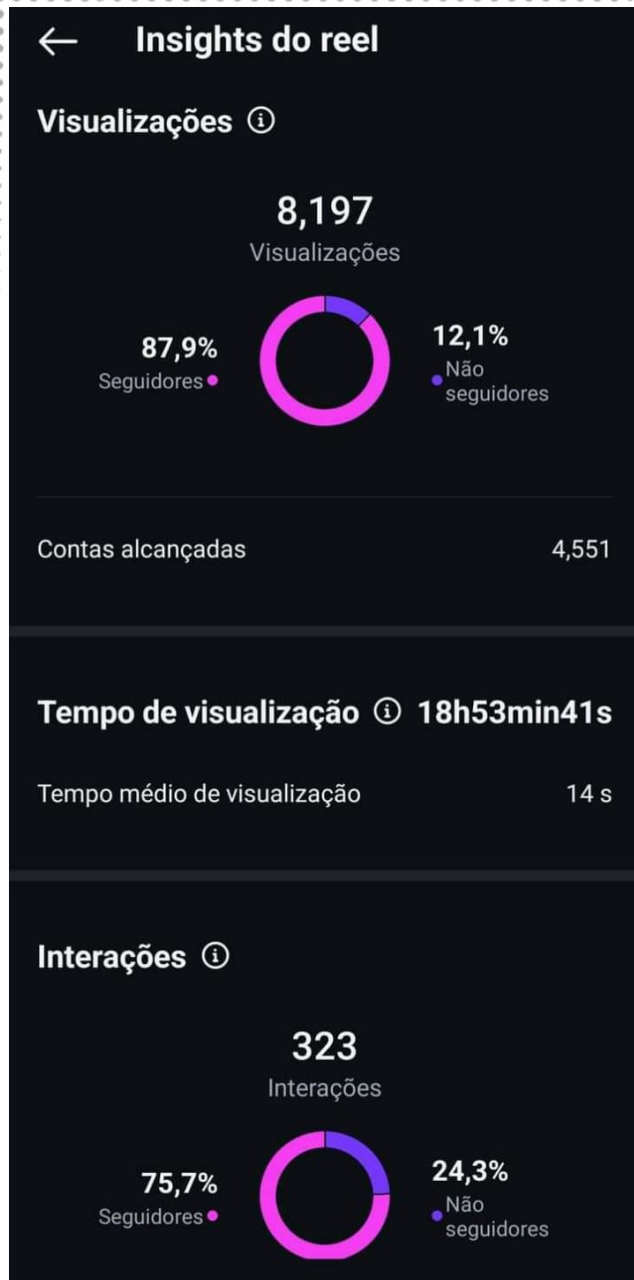 Insights do reel
Visualizações
8,197
Visualizações
87,9%
Seguidores
12,1%
Não
seguidores
Contas alcançadas 4,551
Tempo de visualização 18h53min41s
Tempo médio de visualização 14 s
Interações
323
Interações
75,7%
Seguidores
24,3%
Não
seguidores